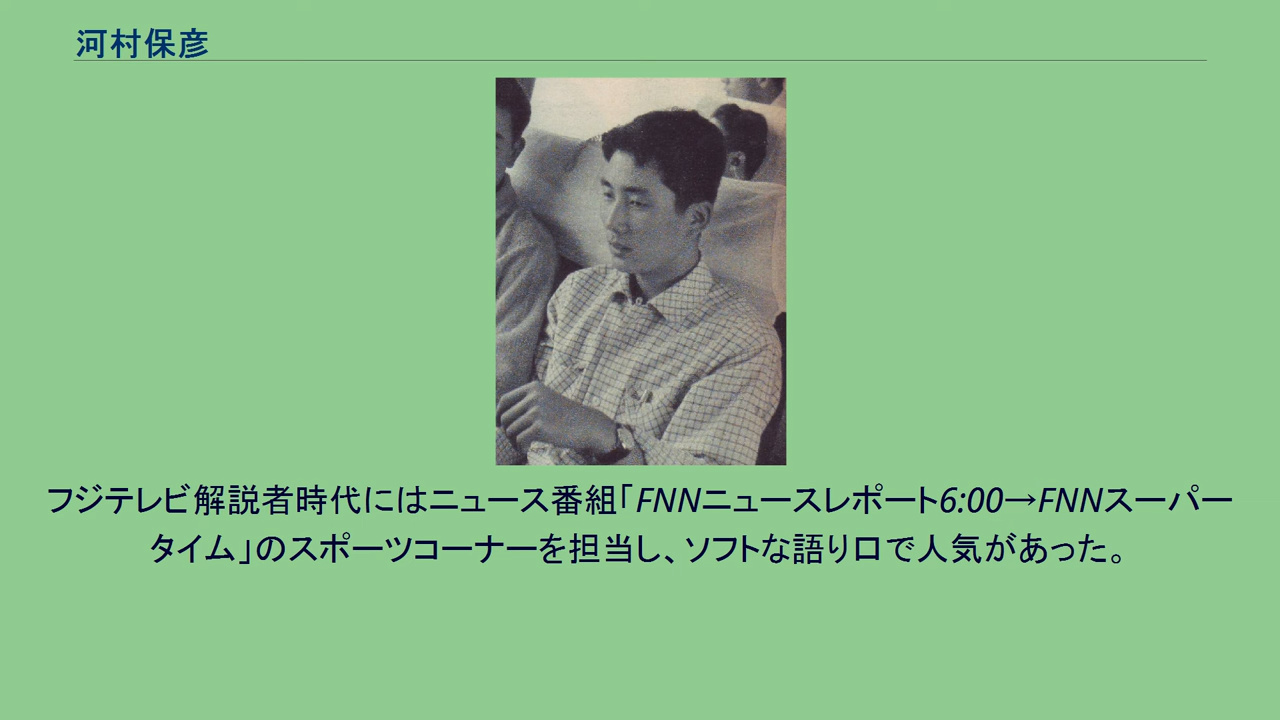 河村保彦
フジテレビ解説者時代にはニュース番組「FNNニュースレポート6:00→FNNスーパー
タイム」のスポーツコーナーを担当し、ソフトな語り口で人気があった。